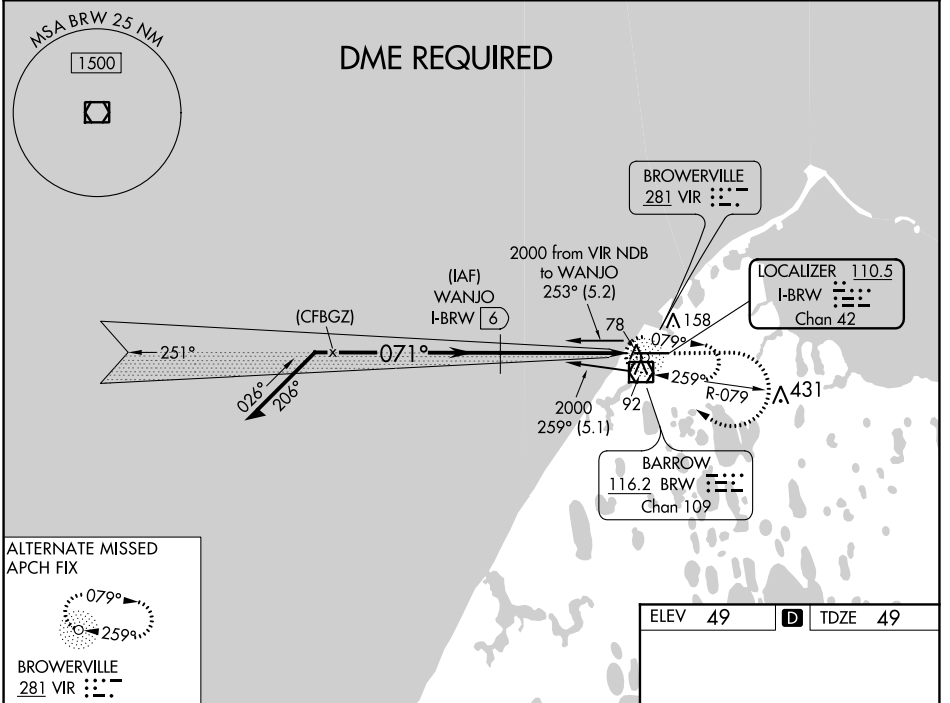 MSA BRW 25 NM
1500
DME REQUIRED
BROWERVILLE
281 VIR
2000 from VIR NDB
to WANJO
253° (5.2)
(IAF)
WANJO
I-BRW 6
LOCALIZER 110.5
I-BRW
Chan 42
(CFBGZ)
78
158
079°
251°
071°
026°
206°
259°
R-079
431
2000
259° (5.1)
92
BARROW
116.2 BRW
Chan 109
ALTERNATE MISSED
APCH FIX
079°
259°
BROWERVILLE
281 VIR
ELEV 49 D TDZE 49